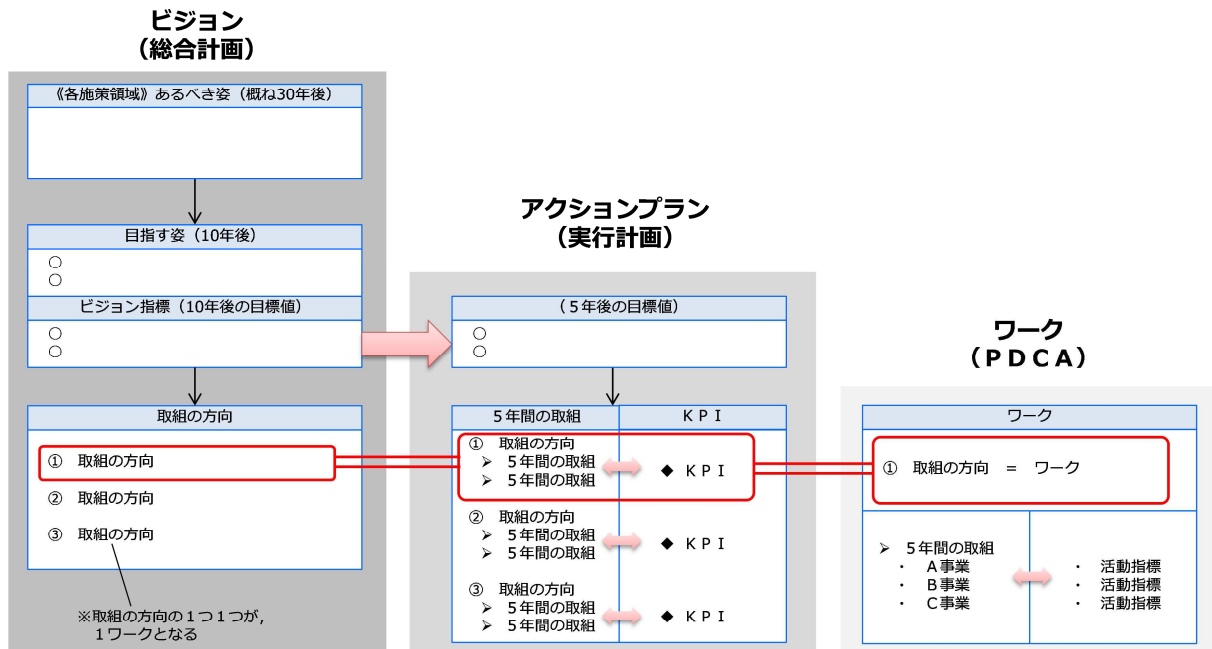 ビジョン
（総合計画）
《各施策領域》あるべき姿（概ね30年後）
目指す姿（10年後）
○
○
ビジョン指標（10年後の目標値）
○
○
取組の方向
① 取組の方向
② 取組の方向
③ 取組の方向
※取組の方向の１つ１つが，
１ワークとなる
アクションプラン
（実行計画）
（５年後の目標値）
○
○
５年間の取組
ＫＰＩ
① 取組の方向
➢ ５年間の取組
➢ ５年間の取組
◆ ＫＰＩ
② 取組の方向
➢ ５年間の取組
➢ ５年間の取組
◆ ＫＰＩ
③ 取組の方向
➢ ５年間の取組
➢ ５年間の取組
◆ ＫＰＩ
ワーク
（ＰＤＣＡ）
ワーク
① 取組の方向 ＝ ワーク
➢ ５年間の取組
・ Ａ事業
・ Ｂ事業
・ Ｃ事業
・ 活動指標
・ 活動指標
・ 活動指標